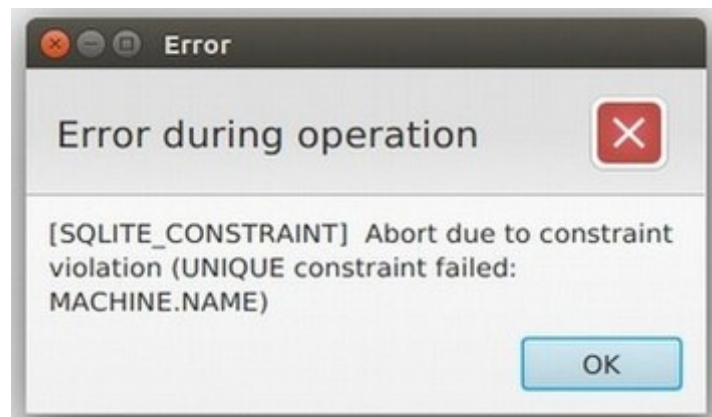 Error
Error during operation
[SQLITE_CONSTRAINT] Abort due to constraint
violation (UNIQUE constraint failed:
MACHINE.NAME)
OK